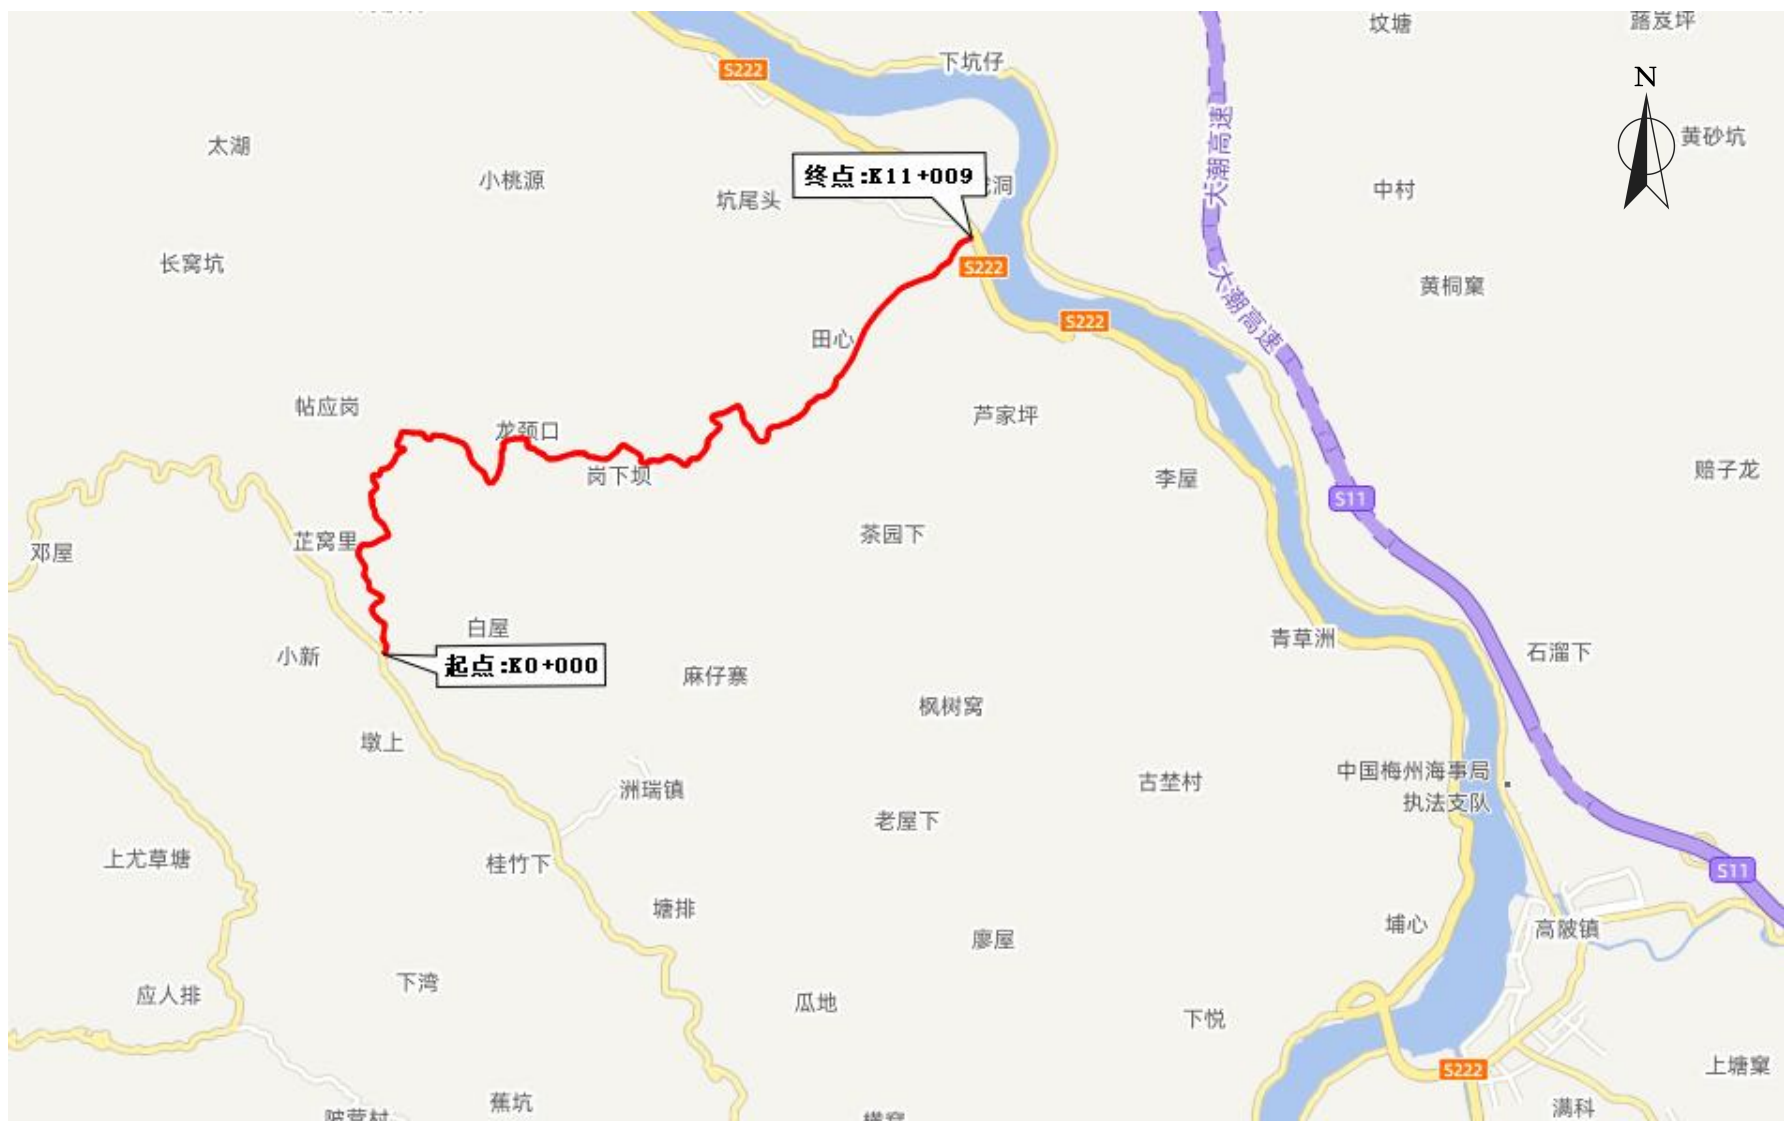 坟塘
蕗岌坪
下坑仔
S222
N
大潮高速
黄砂坑
太湖
小桃源
终点:K11+009
洞
中村
坑尾头
长窝坑
S222
大潮高速
黄桐窠
S222
田心
帖应岗
芦家坪
龙颈口
岗下坝
李屋
赔子龙
S11
茶园下
芷窝里
邓屋
白屋
青草洲
小新
起点:K0+000
石溜下
麻仔寨
枫树窝
墩上
中国梅州海事局
执法支队
洲瑞镇
古埜村
老屋下
上尤草塘
桂竹下
S11
塘排
埔心
高陂镇
廖屋
下湾
应人排
瓜地
下悦
S222
上塘窠
蕉坑
满科